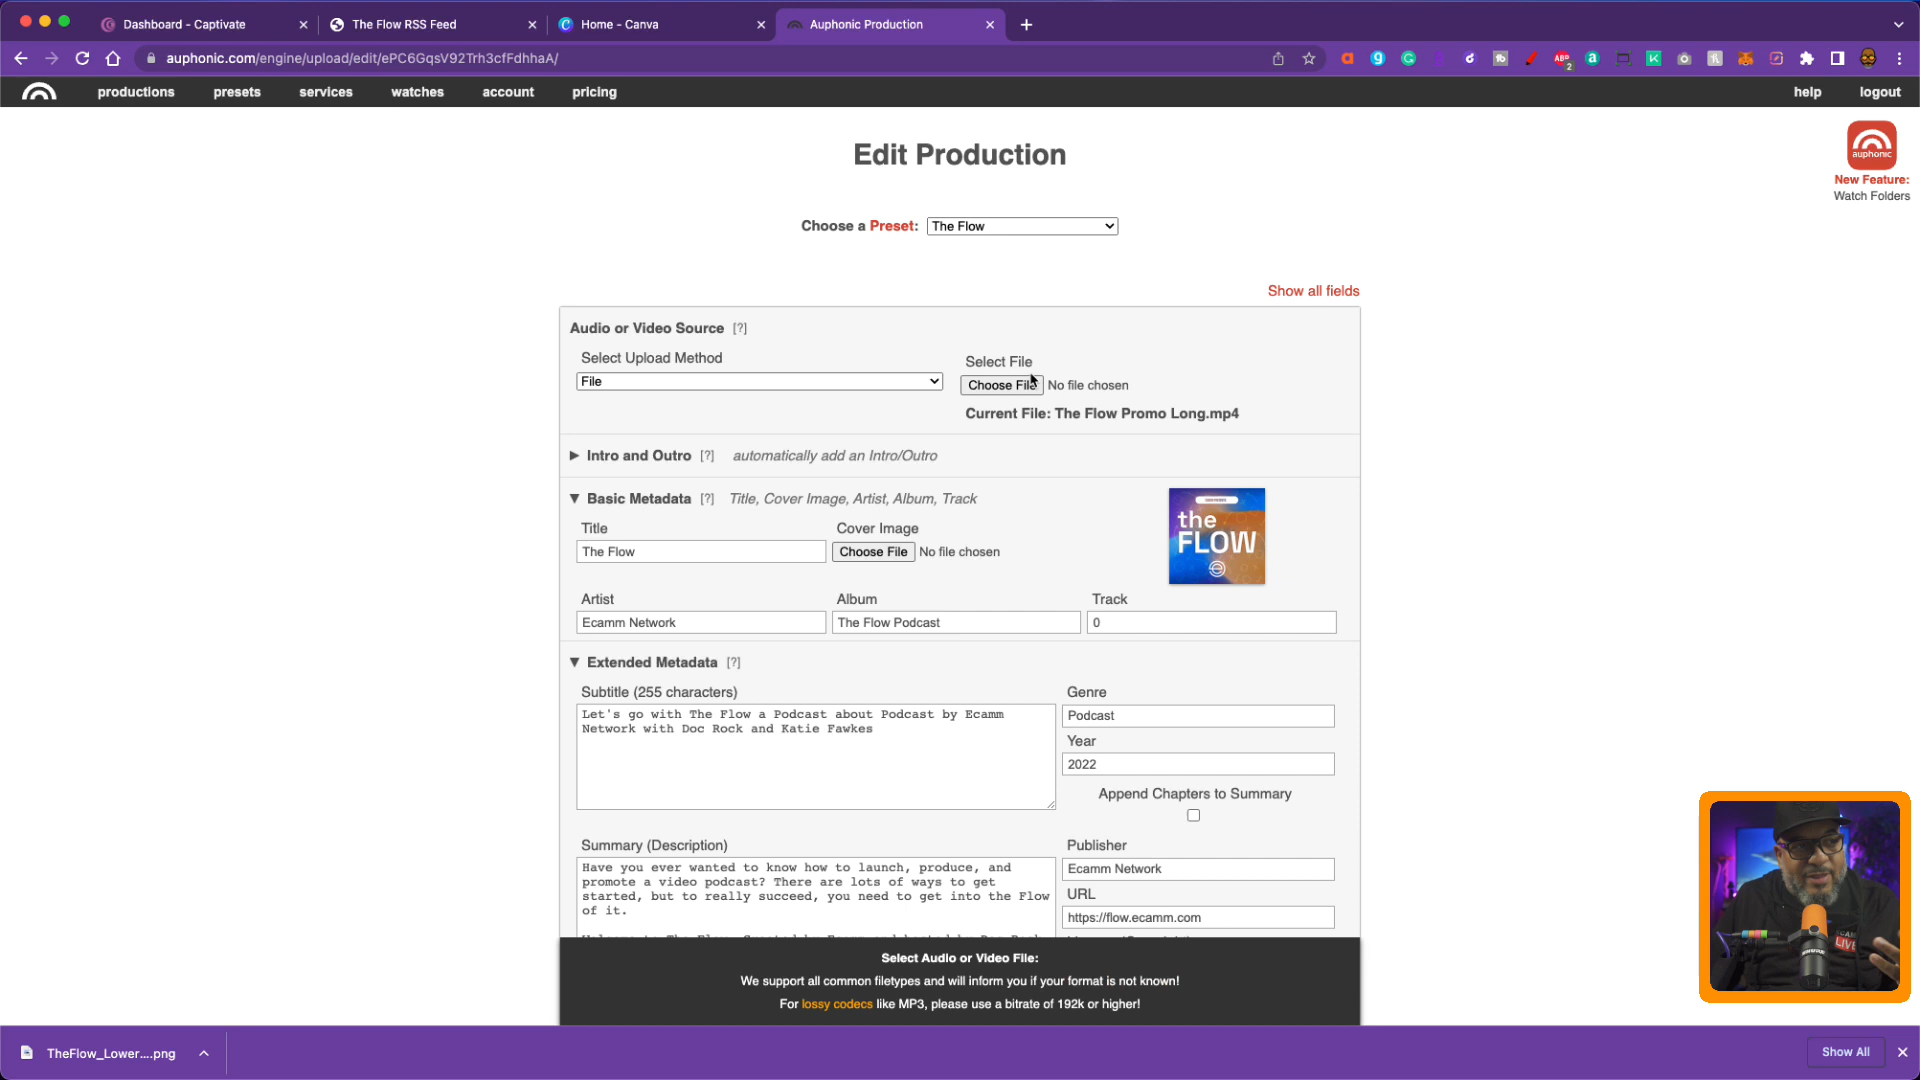 Dashboard - Captivate
The Flow RSS Feed
Home - Canva
Auphonic Production
auphonic.com/engine/upload/edit/ePC6GqsV92Trh3cfFdhhaA/
productions presets services watches account pricing help logout
auphonic
New Feature:
Watch Folders
Edit Production
Choose a Preset: The Flow
Show all fields
Audio or Video Source [?]
Select Upload Method
File
Select File
Choose File No file chosen
Current File: The Flow Promo Long.mp4
Intro and Outro [?] automatically add an Intro/Outro
Basic Metadata [?] Title, Cover Image, Artist, Album, Track
Title Cover Image
The Flow Choose File No file chosen
the
FLOW
Artist Album Track
Ecamm Network The Flow Podcast 0
Extended Metadata [?]
Subtitle (255 characters)
Let's go with The Flow a Podcast about Podcast by Ecamm
Network with Doc Rock and Katie Fawkes
Genre
Podcast
Year
2022
Append Chapters to Summary
Summary (Description)
Have you ever wanted to know how to launch, produce, and
promote a video podcast? There are lots of ways to get
started, but to really succeed, you need to get into the Flow
of it.
Publisher
Ecamm Network
URL
https://flow.ecamm.com
Select Audio or Video File:
We support all common filetypes and will inform you if your format is not known!
For lossy codecs like MP3, please use a bitrate of 192k or higher!
LIVE
TheFlow_Lower....png
Show All